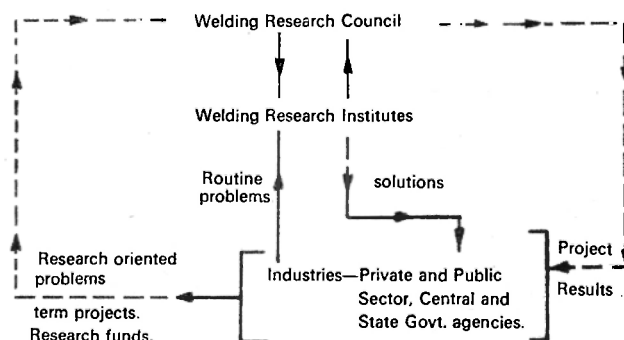 Welding Research Council
Welding Research Institutes
Routine
problems
solutions
Research oriented
problems
term projects.
Research funds.
Industries—Private and Public
Sector, Central and
State Govt. agencies.
Project
Results